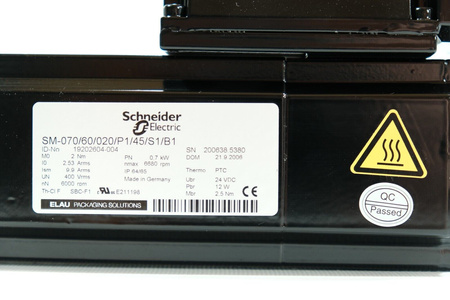 Schneider
Electric
SM-070/60/020/P1/45/S1/B1
ID-Nr. 19202604-004 SN 200638.5380
M0 2 Nm PN 0.7 kW DOM 21.9.2006
I0 2.53 Arms nmax 6680 rpm
Iem 9.9 Arms IP 64/65 Thermo PTC
UN 400 Vrms Made in Germany Ubr 24 VDC
nN 6000 rpm Pbr 12 W
Th-Cl F SBC-F1 E211198 Mbr 2.5 Nm
ELAU PACKAGING SOLUTIONS
CE
QC
Passed